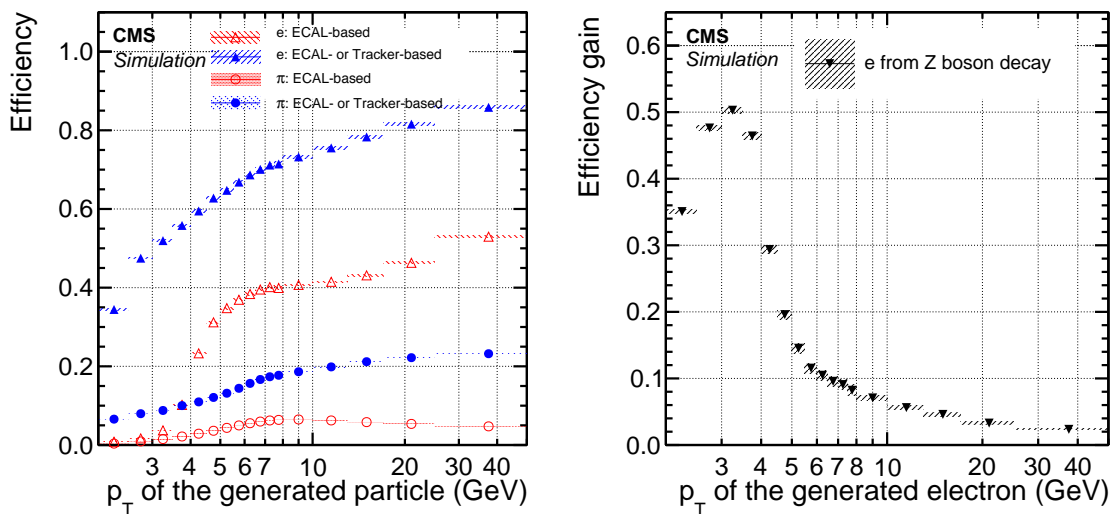 Efficiency
1.0
0.8
0.6
0.4
0.2
0.0
CMS
Simulation
e: ECAL-based
e: ECAL- or Tracker-based
π: ECAL-based
π: ECAL- or Tracker-based
3 4 5 6 7 10 20 30 40
p_T of the generated particle (GeV)
Efficiency gain
0.6
0.5
0.4
0.3
0.2
0.1
0.0
CMS
Simulation
e from Z boson decay
3 4 5 6 7 10 20 30 40
p_T of the generated electron (GeV)